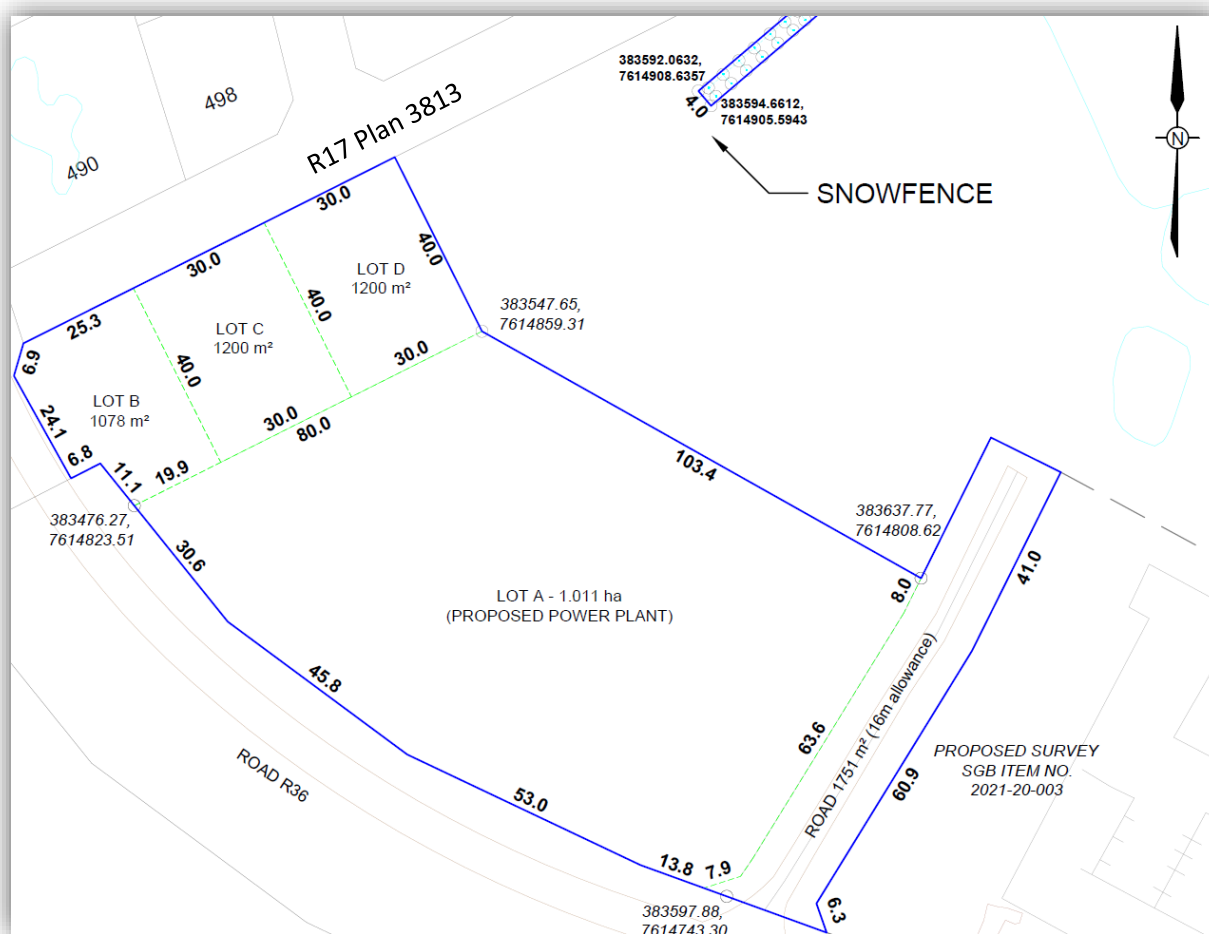 383592.0632,
7614908.6357
4.0
383594.6612,
7614905.5943
SNOWFENCE
N
498
490
R17 Plan 3813
30.0
30.0
25.3
6.9
40.0
40.0
40.0
LOT D
1200 m²
LOT C
1200 m²
LOT B
1078 m²
383547.65,
7614859.31
30.0
30.0
80.0
19.9
24.1
6.8
11.1
383476.27,
7614823.51
103.4
383637.77,
7614808.62
30.6
LOT A - 1.011 ha
(PROPOSED POWER PLANT)
8.0
41.0
45.8
63.6
ROAD 1751 m² (16m allowance)
60.9
PROPOSED SURVEY
SGB ITEM NO.
2021-20-003
ROAD R36
53.0
13.8
7.9
6.3
383597.88,
7614743.30